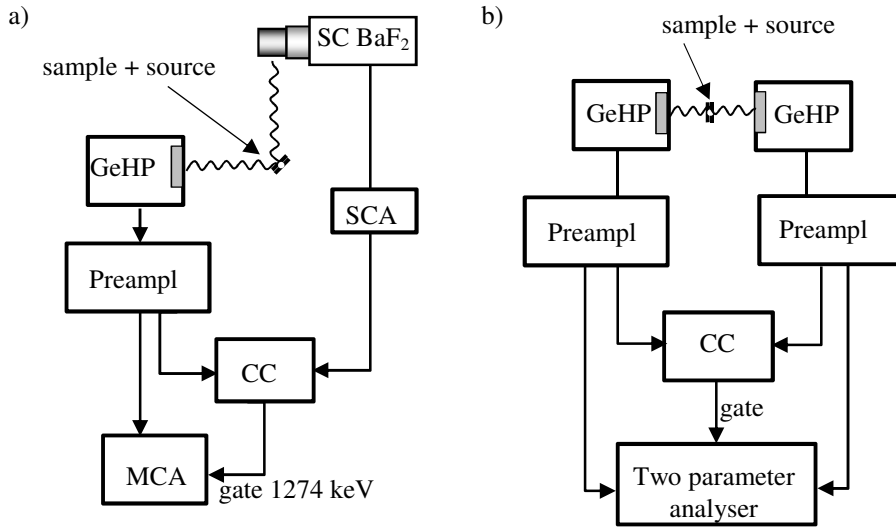 a)
SC BaF₂
sample + source
GeHP
SCA
Preampl
CC
MCA
gate 1274 keV
b)
sample + source
GeHP
GeHP
Preampl
Preampl
CC
gate
Two parameter
analyser